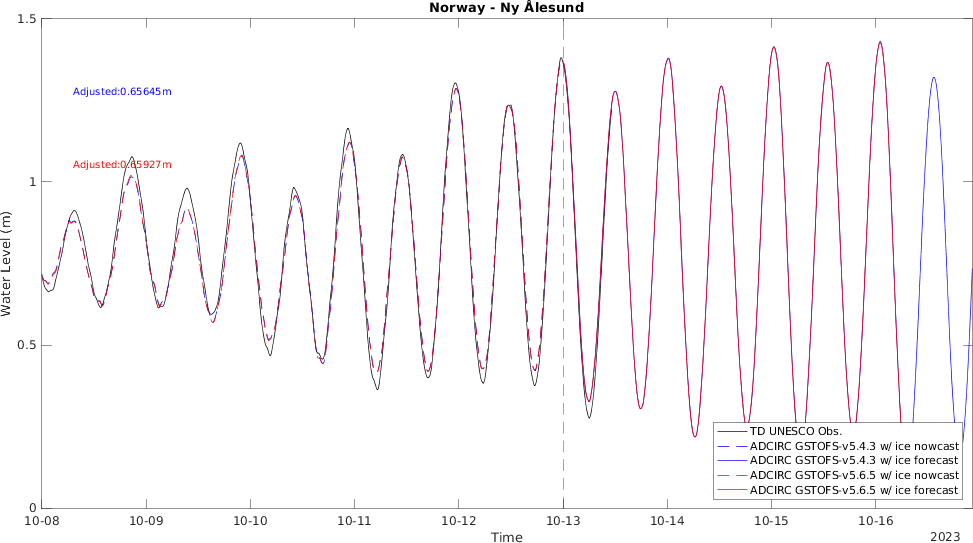 Norway - Ny Ålesund
1.5
Adjusted:0.65645m
Adjusted:0.65927m
1
Water Level (m)
0.5
TD UNESCO Obs.
ADCIRC GSTOFS-v5.4.3 w/ ice nowcast
ADCIRC GSTOFS-v5.4.3 w/ ice forecast
ADCIRC GSTOFS-v5.6.5 w/ ice nowcast
ADCIRC GSTOFS-v5.6.5 w/ ice forecast
0
10-08 10-09 10-10 10-11 10-12 10-13 10-14 10-15 10-16
Time
2023